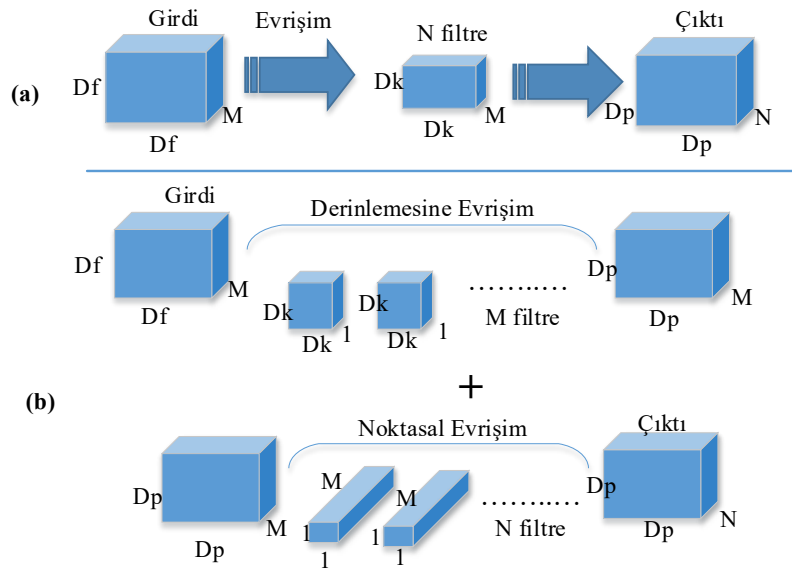 Girdi
Evrişim
N filtre
Çıktı
(a)
Df
Dk
Dp
M
M
N
Df
Dk
Dp
Girdi
Derinlemesine Evrişim
Df
M
Df
Dk
Dk
1
Dk
Dk
1
……..…
M filtre
Dp
M
Dp
+
(b)
Noktasal Evrişim
Çıktı
Dp
M
Dp
M
1
1
M
1
1
……….…
N filtre
Dp
N
Dp